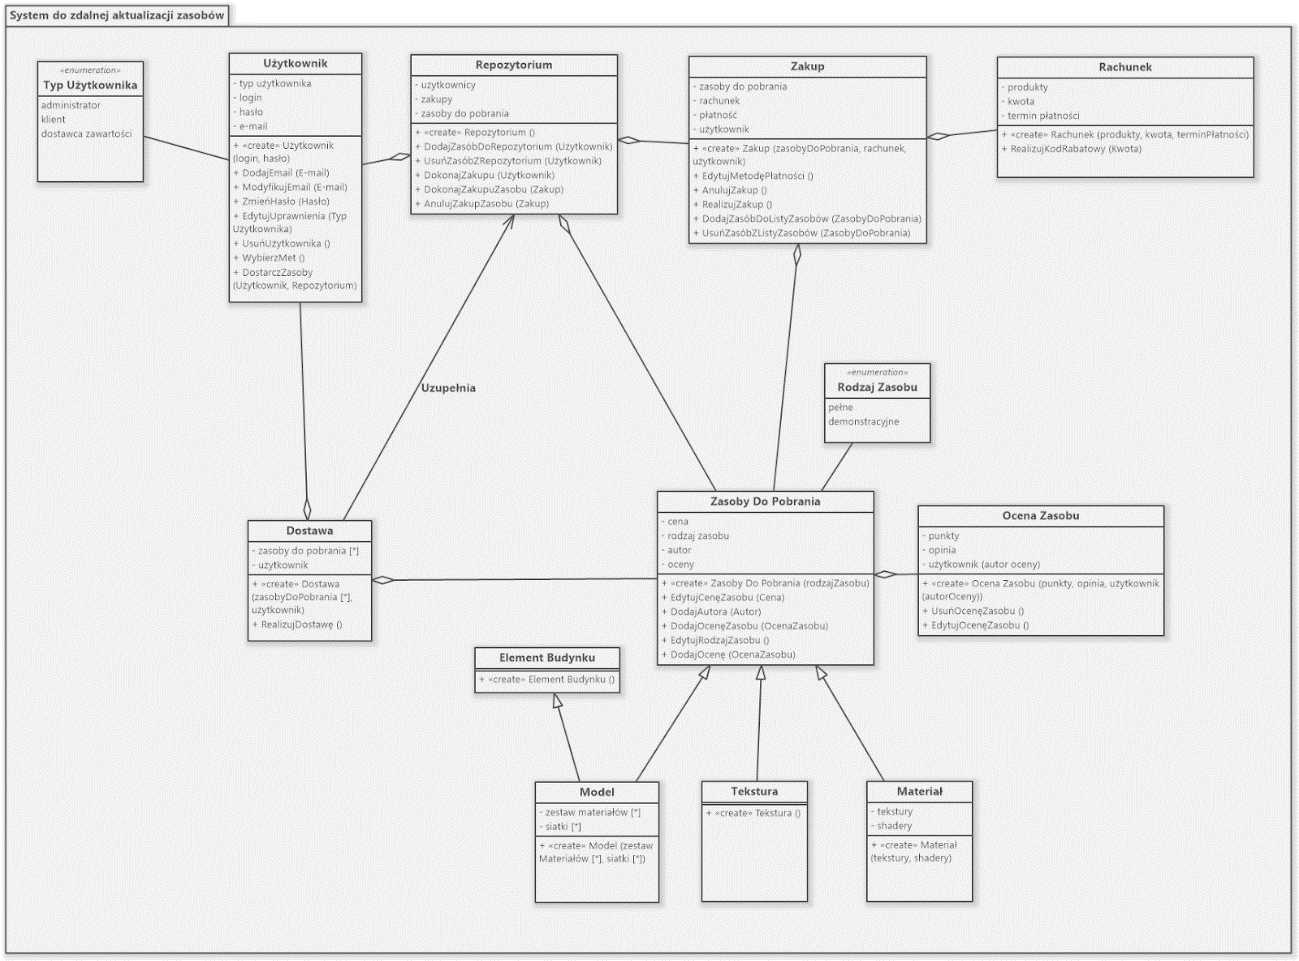 System do zdalnej aktualizacji zasobów
«enumeration»
Typ Użytkownika
administrator
klient
dostawca zawartości
Użytkownik
- typ użytkownika
- login
- hasło
- e-mail
+ «create» Użytkownik
(login, hasło)
+ DodajEmail (E-mail)
+ ModyfikujEmail (E-mail)
+ ZmieńHasło (Hasło)
+ EdytujUprawnienia (Typ
Użytkownika)
+ UsuńUżytkownika ()
+ WybierzMet ()
+ DostarczZasoby
(Użytkownik, Repozytorium)
Repozytorium
- uzytkownicy
- zakupy
- zasoby do pobrania
+ «create» Repozytorium ()
+ DodajZasóbDoRepozytorium (Użytkownik)
+ UsuńZasóbZRepozytorium (Użytkownik)
+ DokonajZakupu (Użytkownik)
+ DokonajZakupuZasobu (Zakup)
+ AnulujZakupZasobu (Zakup)
Zakup
- zasoby do pobrania
- rachunek
- płatność
- użytkownik
+ «create» Zakup (zasobyDoPobrania, rachunek,
użytkownik)
+ EdytujMetodęPłatności ()
+ AnulujZakup ()
+ RealizujZakup ()
+ DodajZasóbDoListyZasobów (ZasobyDoPobrania)
+ UsuńZasóbZListyZasobów (ZasobyDoPobrania)
Rachunek
- produkty
- kwota
- termin płatności
+ «create» Rachunek (produkty, kwota, terminPłatności)
+ RealizujKodRabatowy (Kwota)
Uzupełnia
«enumeration»
Rodzaj Zasobu
pełne
demonstracyjne
Dostawa
- zasoby do pobrania [*]
- użytkownik
+ «create» Dostawa
(zasobyDoPobrania [*],
użytkownik)
+ RealizujDostawę ()
Zasoby Do Pobrania
- cena
- rodzaj zasobu
- autor
- oceny
+ «create» Zasoby Do Pobrania (rodzajZasobu)
+ EdytujCenęZasobu (Cena)
+ DodajAutora (Autor)
+ DodajOcenęZasobu (OcenaZasobu)
+ EdytujRodzajZasobu ()
+ DodajOcenę (OcenaZasobu)
Ocena Zasobu
- punkty
- opinia
- użytkownik (autor oceny)
+ «create» Ocena Zasobu (punkty, opinia, użytkownik
(autorOceny))
+ UsuńOcenęZasobu ()
+ EdytujOcenęZasobu ()
Element Budynku
+ «create» Element Budynku ()
Model
- zestaw materiałów [*]
- siatki [*]
+ «create» Model (zestaw
Materiałów [*], siatki [*])
Tekstura
+ «create» Tekstura ()
Materiał
- tekstury
- shadery
+ «create» Materiał
(tekstury, shadery)